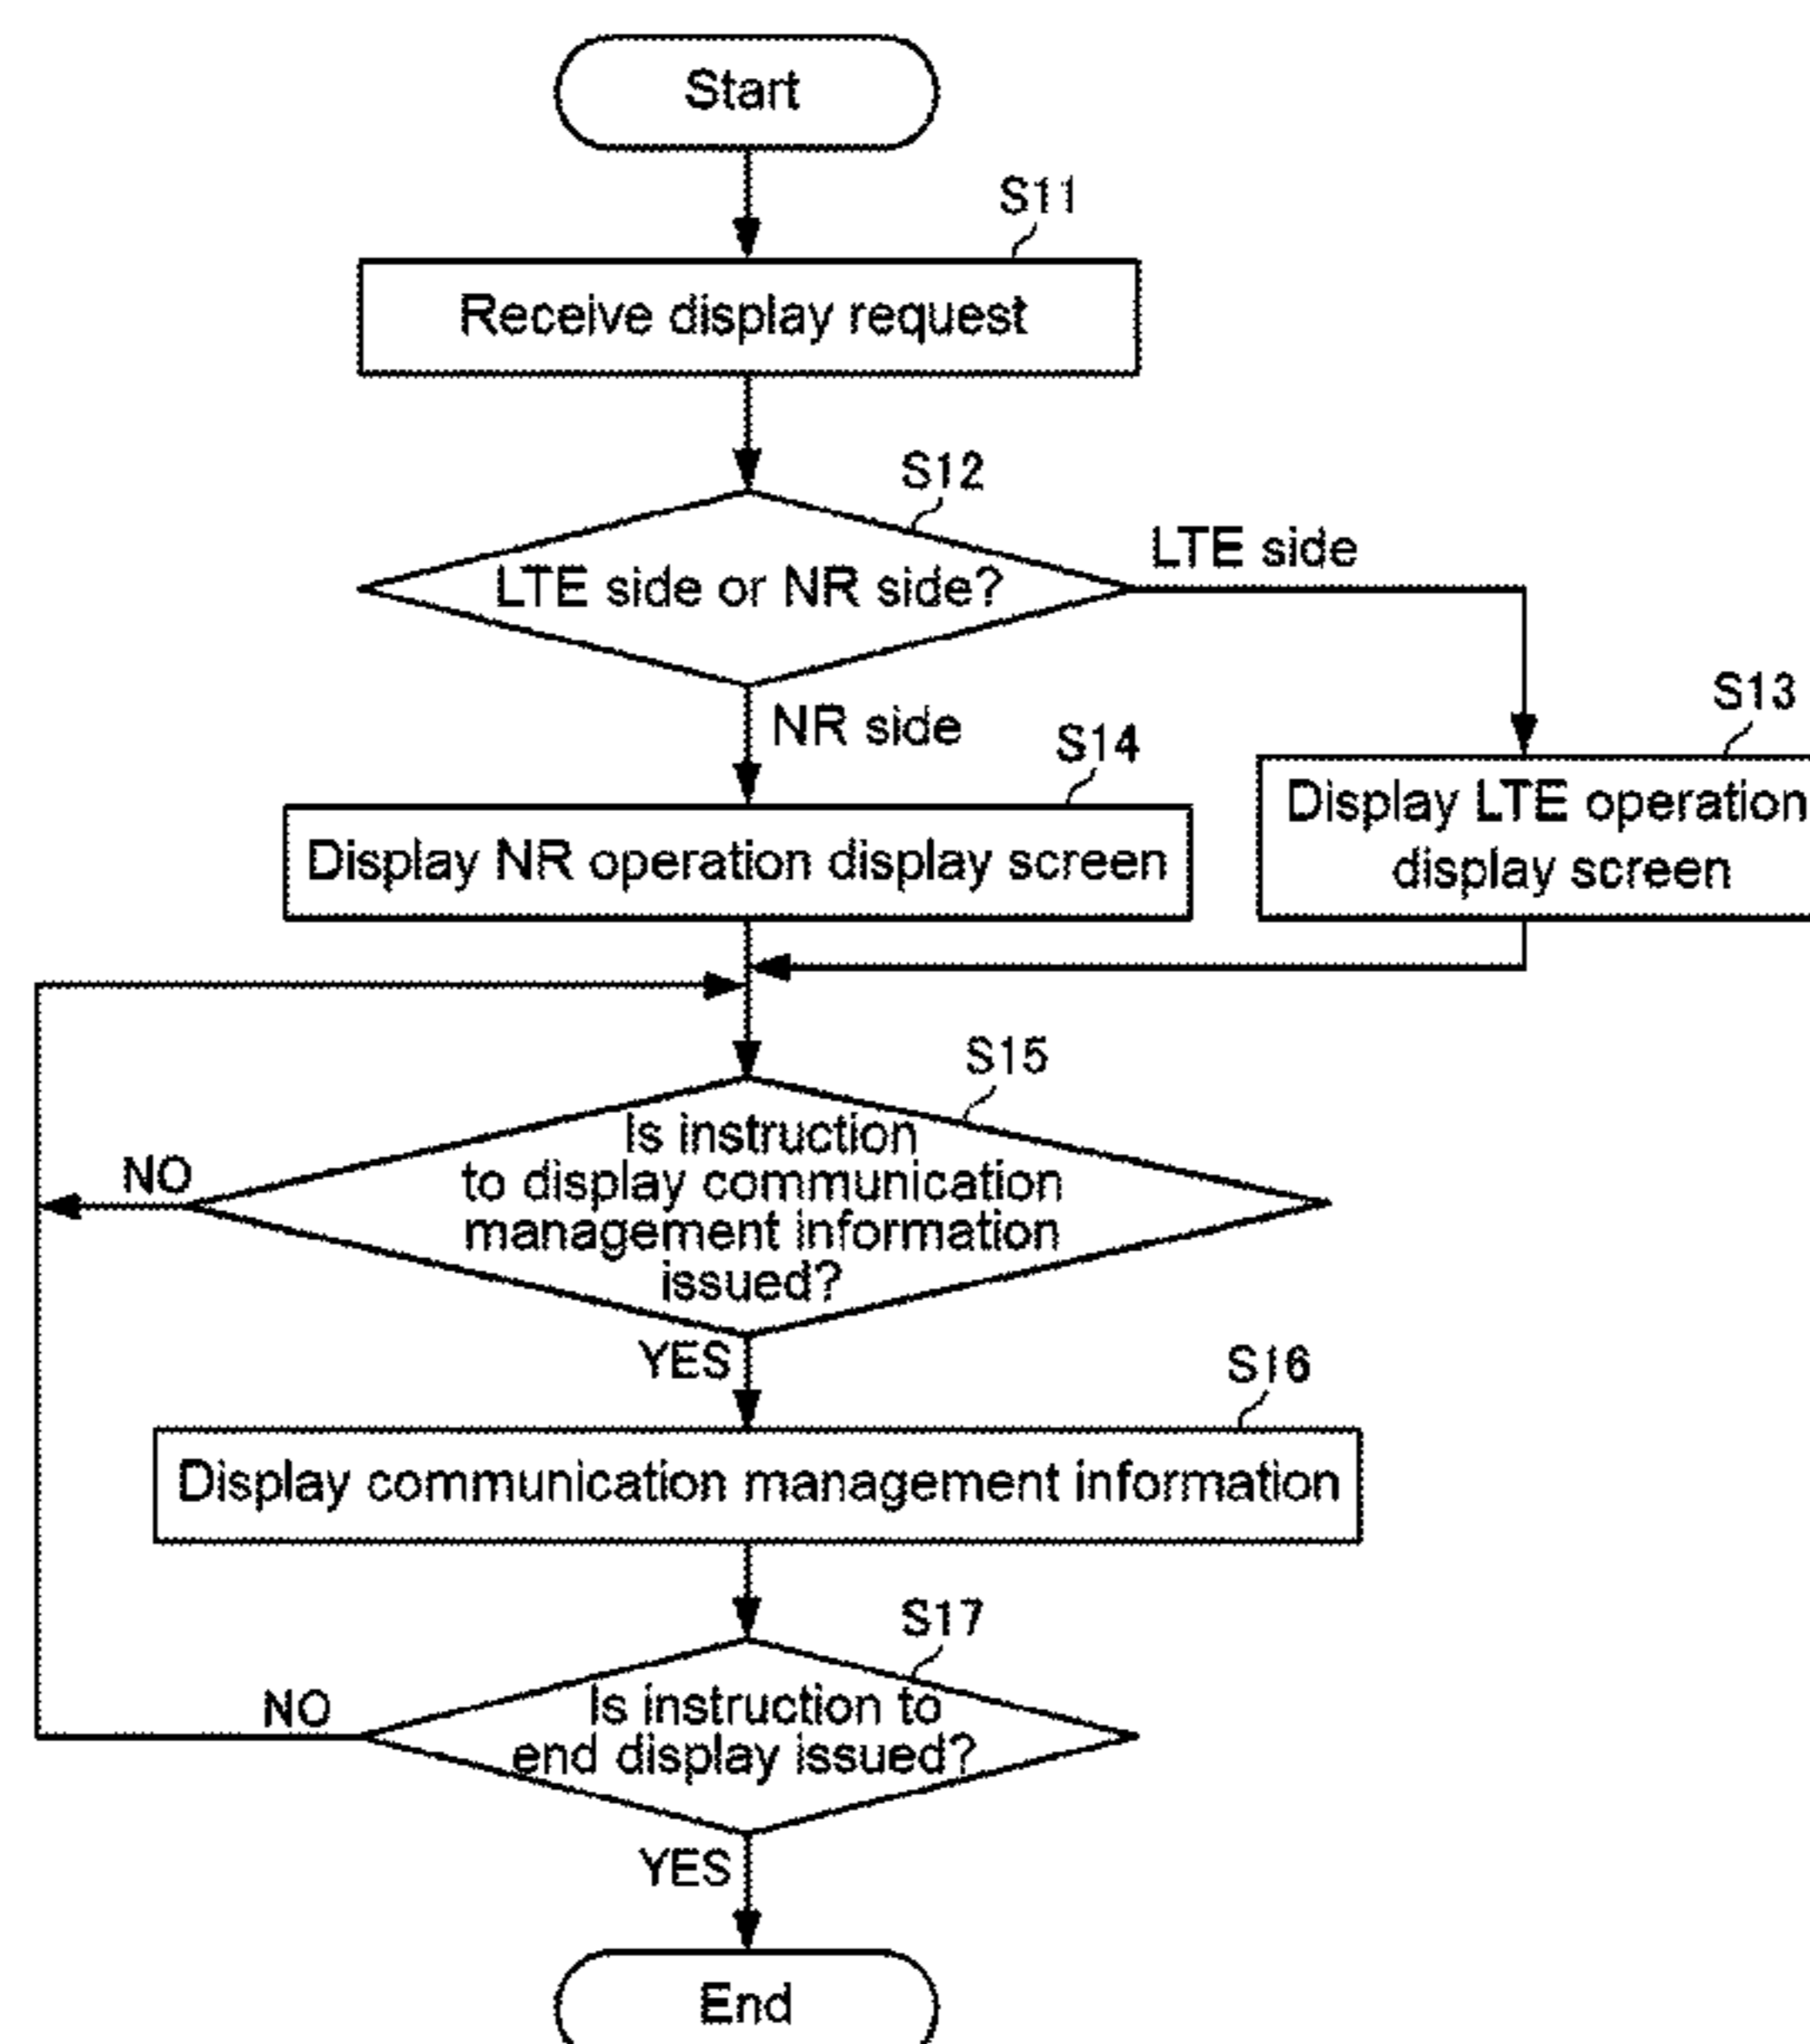 Start
S11
Receive display request
S12
LTE side or NR side?
LTE side
NR side
S13
Display LTE operation
display screen
S14
Display NR operation display screen
S15
Is instruction
to display communication
management information
issued?
NO
YES
S16
Display communication management information
S17
Is instruction to
end display issued?
NO
YES
End